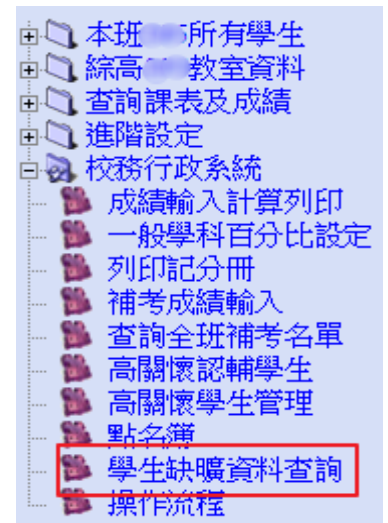 本班 所有學生
綜高 教室資料
查詢課表及成績
進階設定
校務行政系統
成績輸入計算列印
一般學科百分比設定
列印記分冊
補考成績輸入
查詢全班補考名單
高關懷認輔學生
高關懷學生管理
點名簿
學生缺曠資料查詢
操作流程